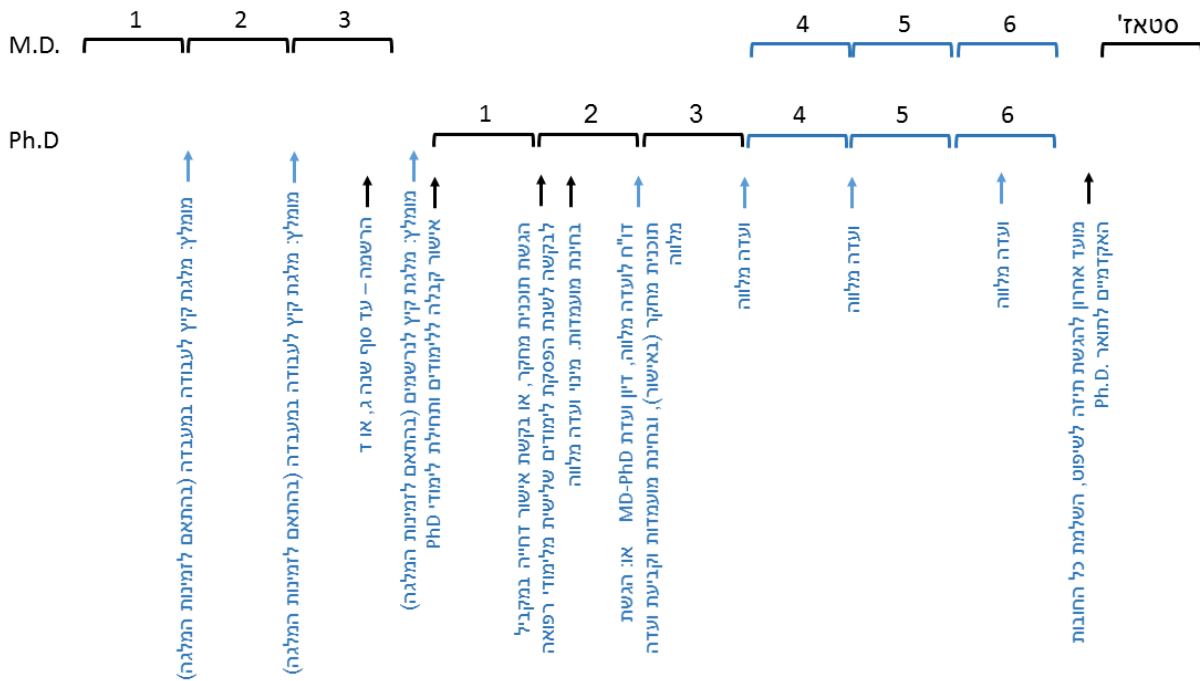 M.D. 1 2 3 4 5 6 סטאז'
Ph.D 1 2 3 4 5 6
מומלץ: מלגת קיץ לעבודה במעבדה (בהתאם לזמינות המלגה)
מומלץ: מלגת קיץ לעבודה במעבדה (בהתאם לזמינות המלגה)
הרשמה – עד סוף שנה ג, או ד
מומלץ: מלגת קיץ לנרשמים (בהתאם לזמינות המלגה)
אישור קבלה ללימודים ותחילת לימודי PhD
הגשת תוכנית מחקר, או בקשת אישור דחייה במקביל
לבקשה לשנת הפסקת לימודים שלישית מלימודי רפואה
בחינת מועמדות. מינוי ועדה מלווה
דו"ח לועדה מלווה, דיון ועדת MD-PhD או: הגשת
תוכנית מחקר (באישור), ובחינת מועמדות וקביעת ועדה
מלווה
ועדה מלווה
ועדה מלווה
ועדה מלווה
מועד אחרון להגשת תיזה לשיפוט, השלמת כל החובות
האקדמיים לתואר Ph.D.